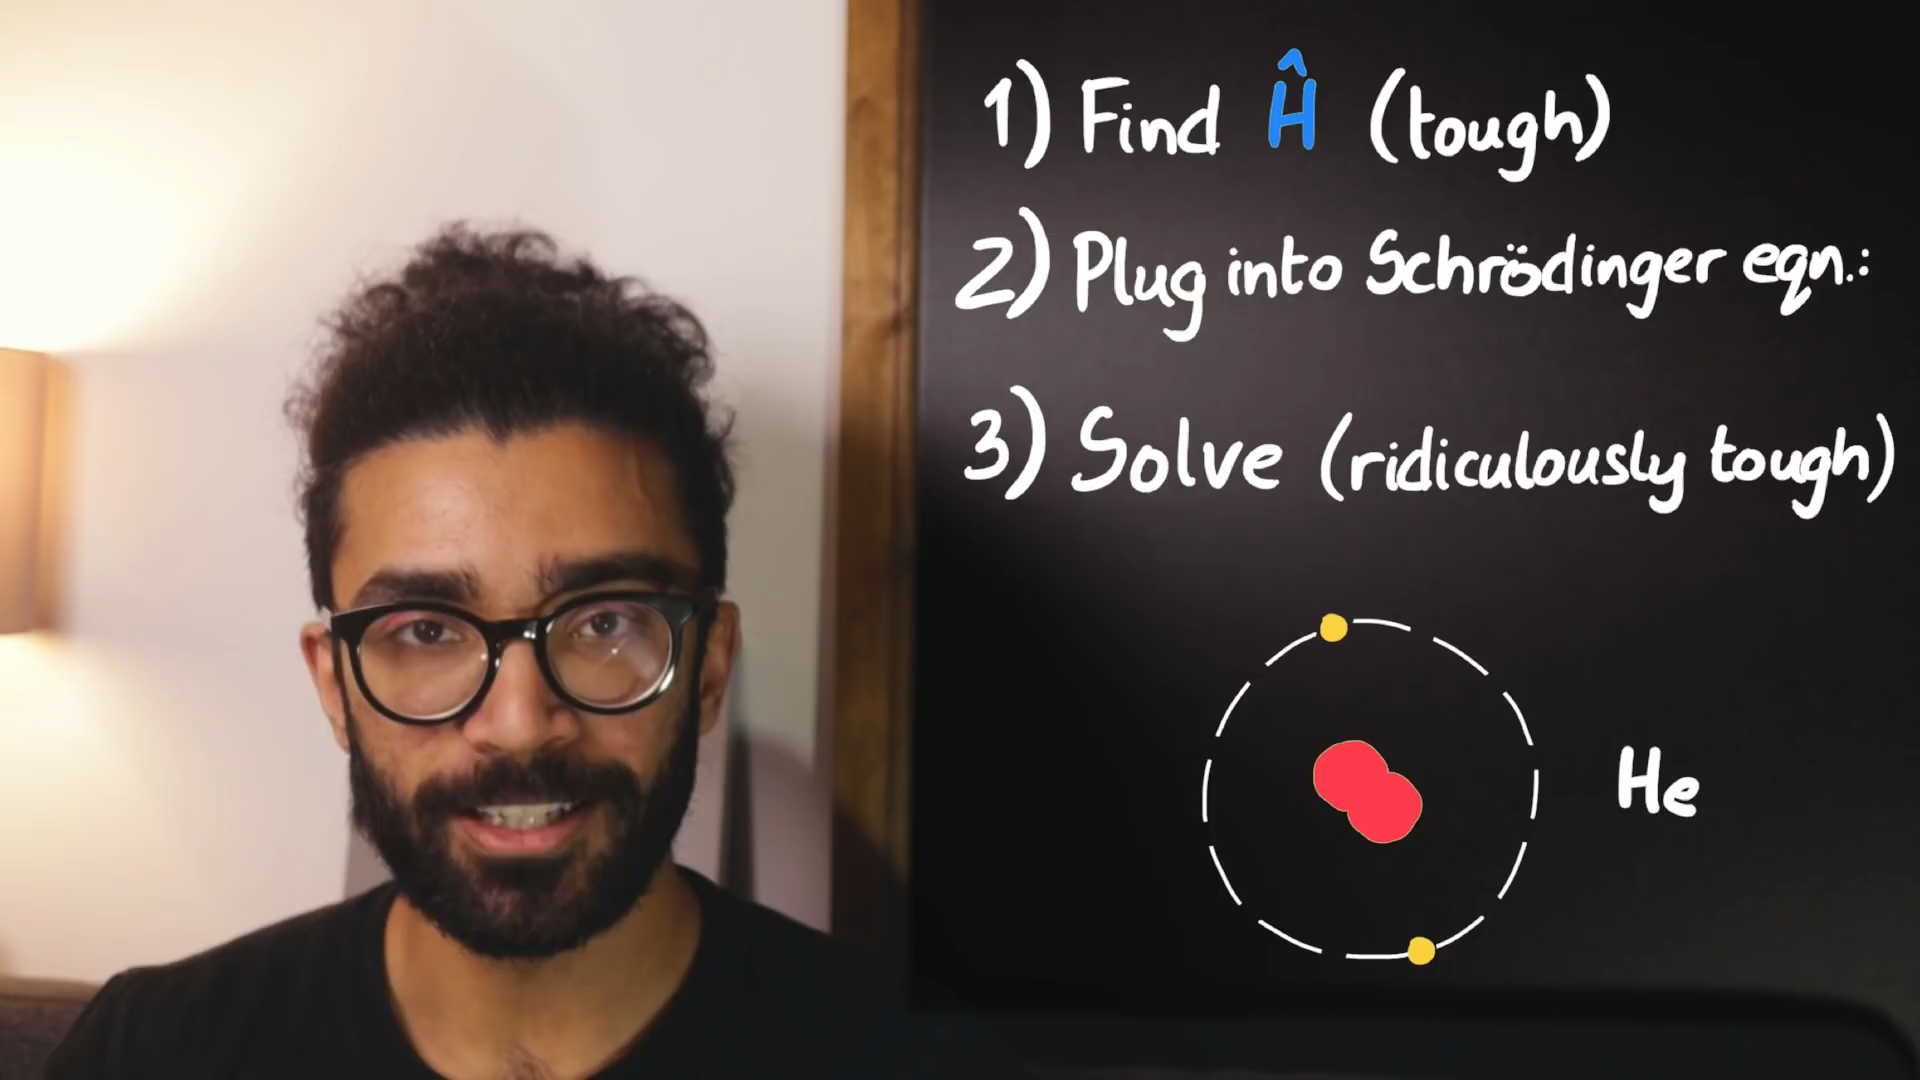 1) Find Ĥ (tough)
2) Plug into Schrödinger eqn.:
3) Solve (ridiculously tough)
He